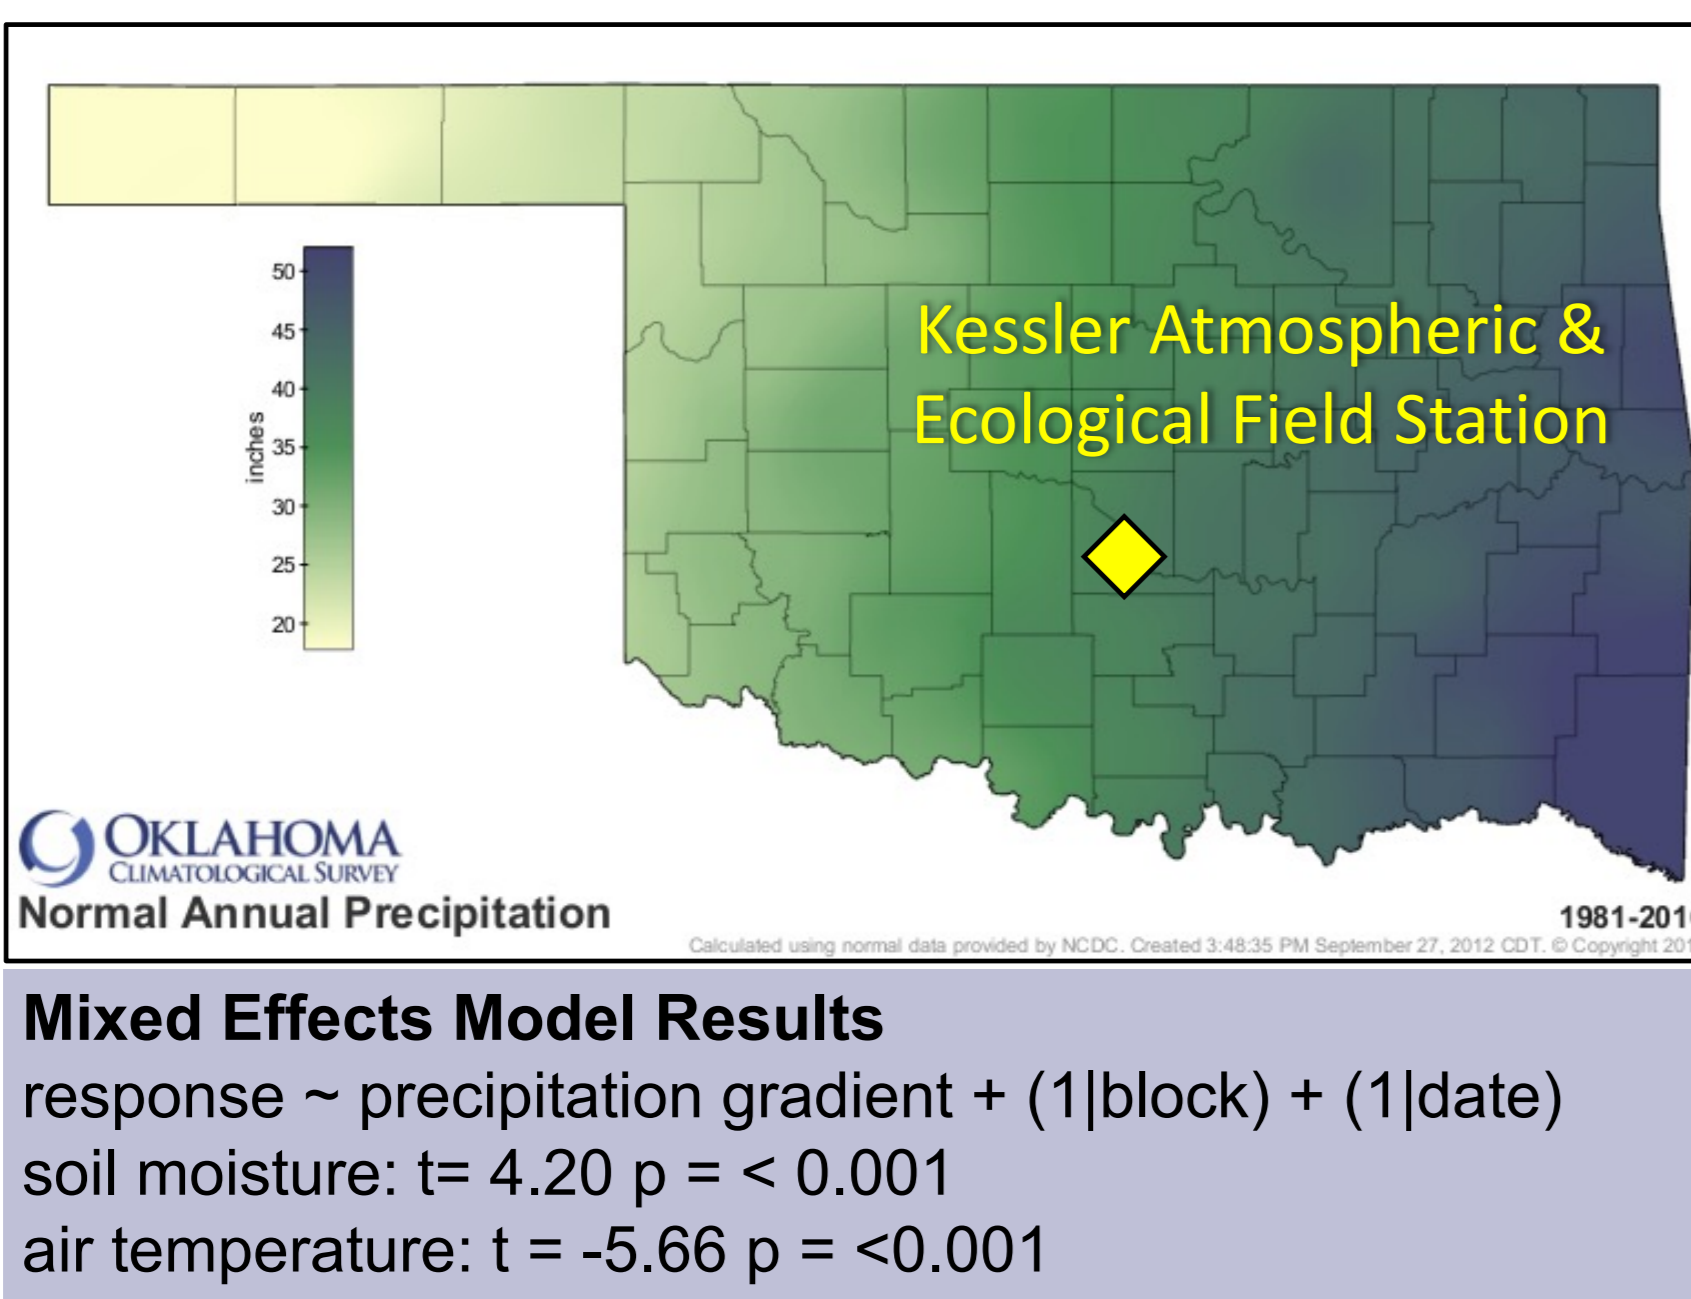 Kessler Atmospheric &
Ecological Field Station
50
45
40
35
30
25
20
inches
OKLAHOMA
CLIMATOLOGICAL SURVEY
Normal Annual Precipitation
1981-201
Calculated using normal data provided by NCDC. Created 3:48:35 PM September 27, 2012 CDT. © Copyright 201
Mixed Effects Model Results
response ~ precipitation gradient + (1|block) + (1|date)
soil moisture: t= 4.20 p = < 0.001
air temperature: t = -5.66 p = <0.001